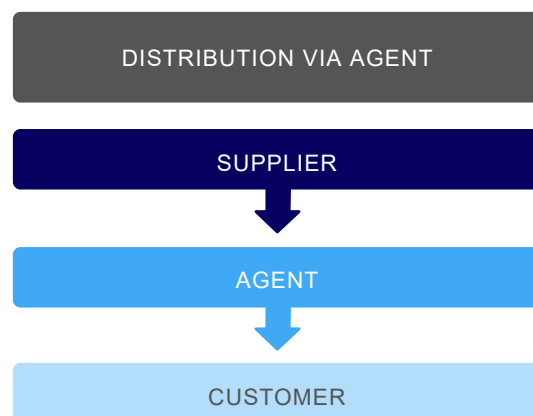 DISTRIBUTION VIA AGENT
SUPPLIER
AGENT
CUSTOMER